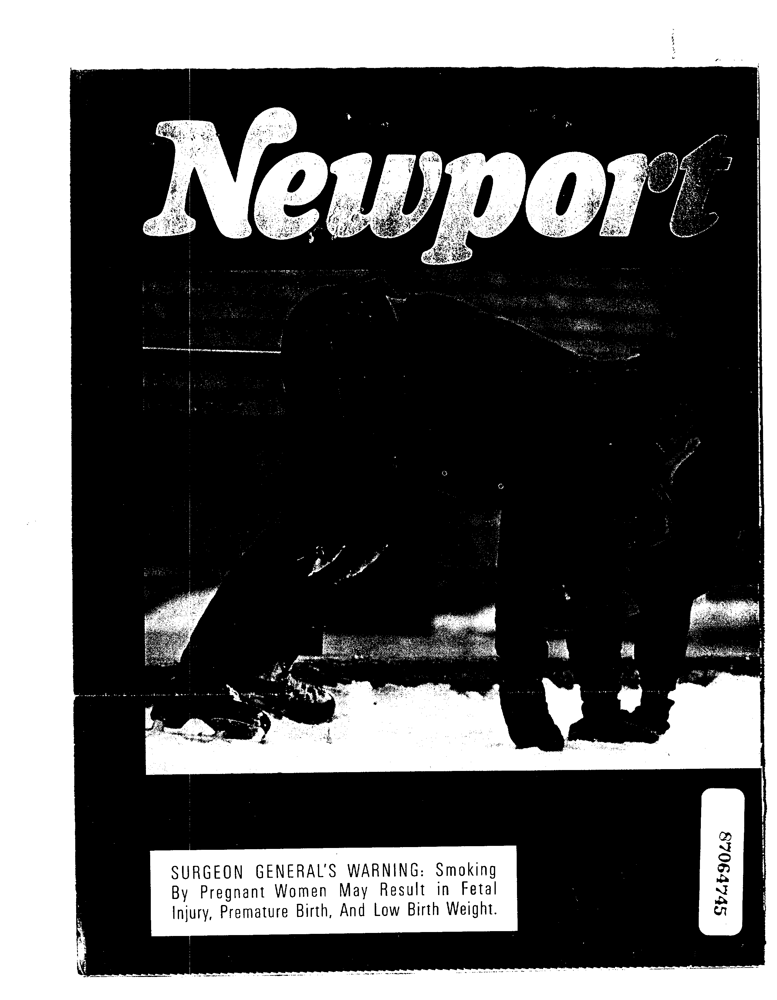 Newport
SURGEON GENERAL'S WARNING: Smoking
By Pregnant Women May Result in Fetal
Injury, Premature Birth, And Low Birth Weight.
87064745